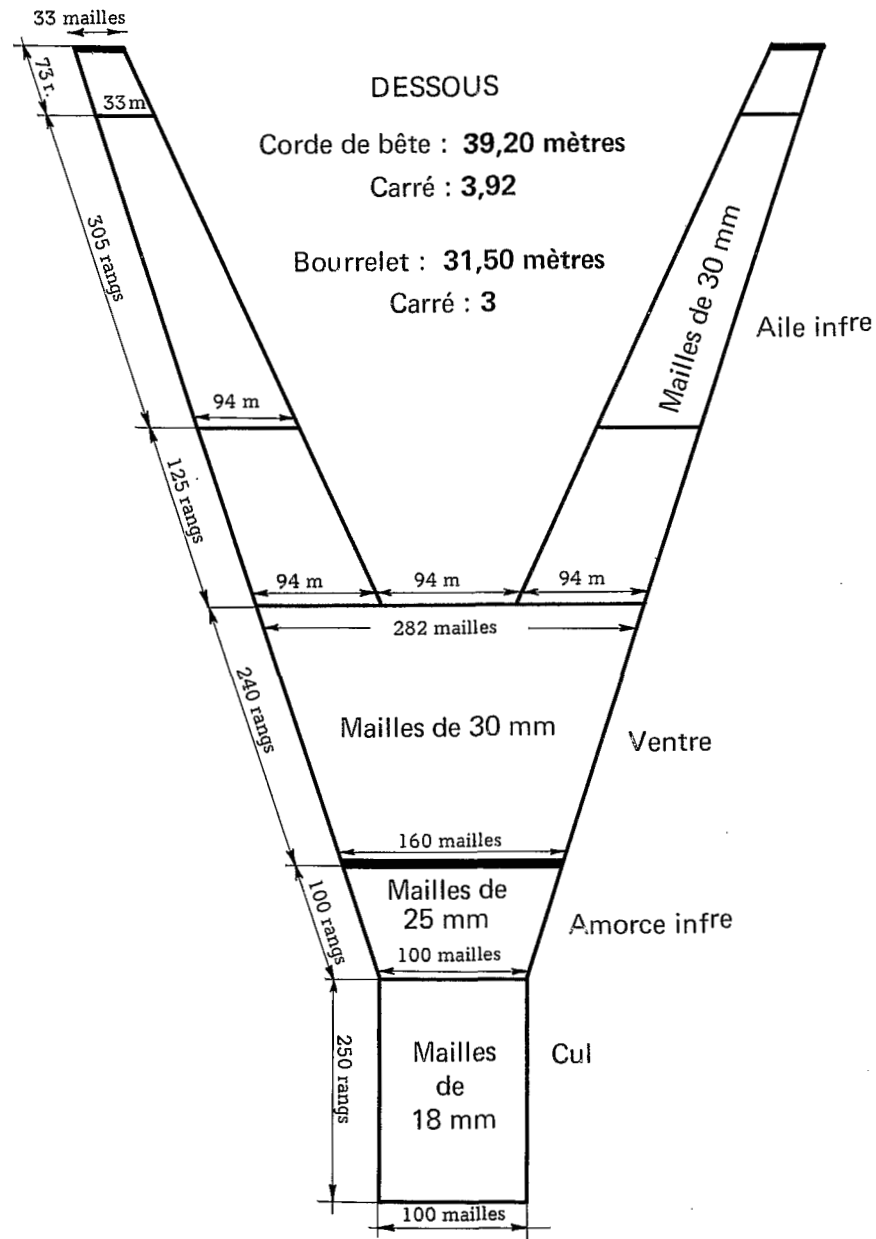 33 mailles
73 r.
33 m
DESSOUS
Corde de bête : 39,20 mètres
Carré : 3,92
Bourrelet : 31,50 mètres
Carré : 3
305 rangs
Mailles de 30 mm
Aile infre
94 m
125 rangs
94 m
94 m
94 m
282 mailles
240 rangs
Mailles de 30 mm
Ventre
160 mailles
100 rangs
Mailles de
25 mm
Amorce infre
100 mailles
250 rangs
Mailles
de
18 mm
Cul
100 mailles